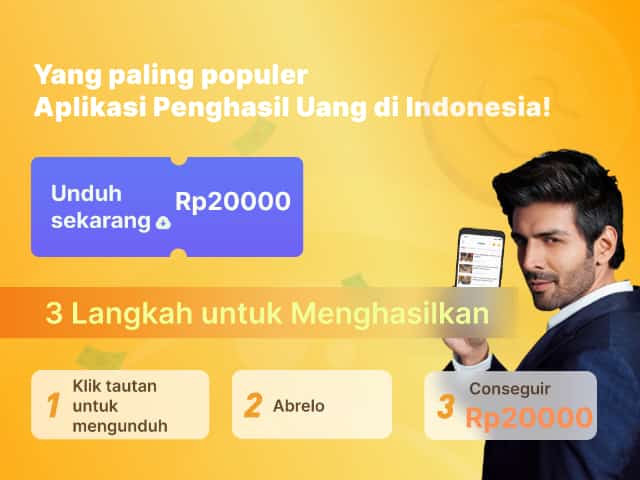 Yang paling populer
Aplikasi Penghasil Uang di Indonesia!
Unduh
sekarang
Rp20000
3 Langkah untuk Menghasilkan
1
Klik tautan
untuk
mengunduh
2
Abrelo
3
Conseguir
Rp20000